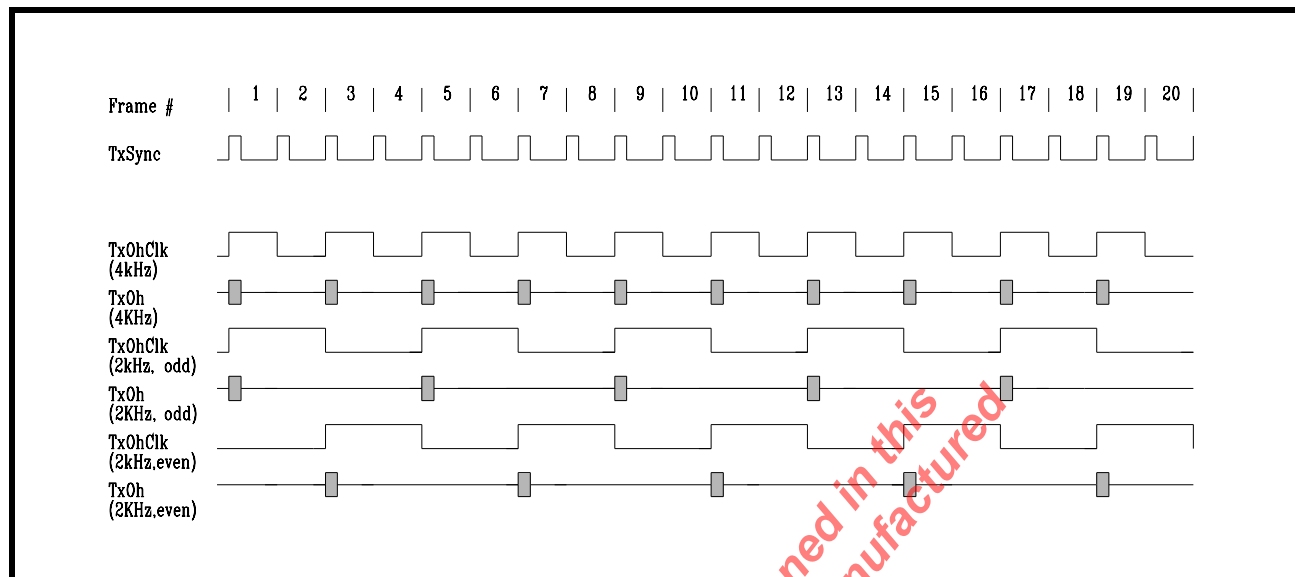 Frame # 1 2 3 4 5 6 7 8 9 10 11 12 13 14 15 16 17 18 19 20
TxSync
TxOhClk
(4kHz)
TxOh
(4KHz)
TxOhClk
(2kHz, odd)
TxOh
(2KHz, odd)
TxOhClk
(2kHz,even)
TxOh
(2KHz,even)
ned in this
nufactured